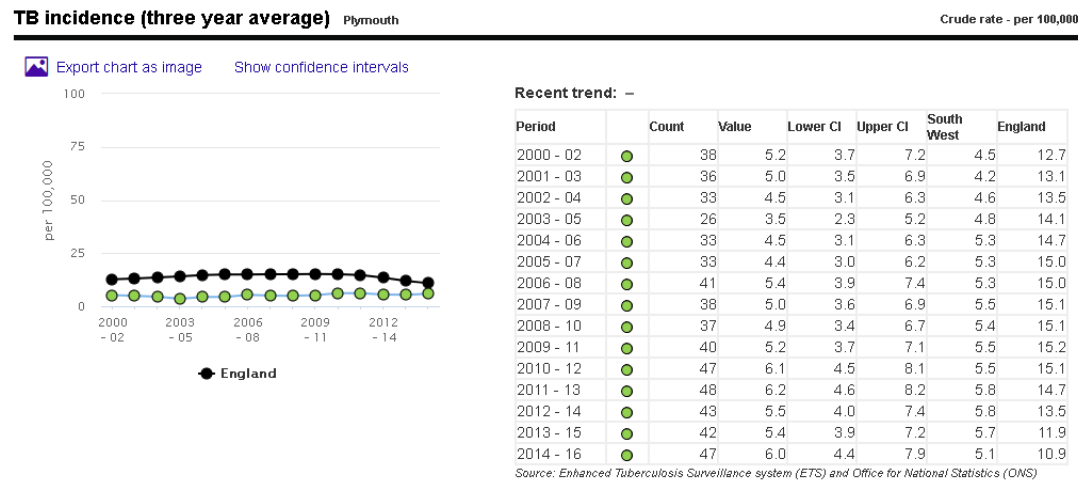 TB incidence (three year average) Plymouth
Crude rate - per 100,000
Export chart as image Show confidence intervals
100
75
50
25
0
per 100,000
2000 - 02
2003 - 05
2006 - 08
2009 - 11
2012 - 14
England
Recent trend: –
Period Count Value Lower CI Upper CI South West England
2000 - 02 38 5.2 3.7 7.2 4.5 12.7
2001 - 03 36 5.0 3.5 6.9 4.2 13.1
2002 - 04 33 4.5 3.1 6.3 4.6 13.5
2003 - 05 26 3.5 2.3 5.2 4.8 14.1
2004 - 06 33 4.5 3.1 6.3 5.3 14.7
2005 - 07 33 4.4 3.0 6.2 5.3 15.0
2006 - 08 41 5.4 3.9 7.4 5.3 15.0
2007 - 09 38 5.0 3.6 6.9 5.5 15.1
2008 - 10 37 4.9 3.4 6.7 5.4 15.1
2009 - 11 40 5.2 3.7 7.1 5.5 15.2
2010 - 12 47 6.1 4.5 8.1 5.5 15.1
2011 - 13 48 6.2 4.6 8.2 5.8 14.7
2012 - 14 43 5.5 4.0 7.4 5.8 13.5
2013 - 15 42 5.4 3.9 7.2 5.7 11.9
2014 - 16 47 6.0 4.4 7.9 5.1 10.9
Source: Enhanced Tuberculosis Surveillance system (ETS) and Office for National Statistics (ONS)